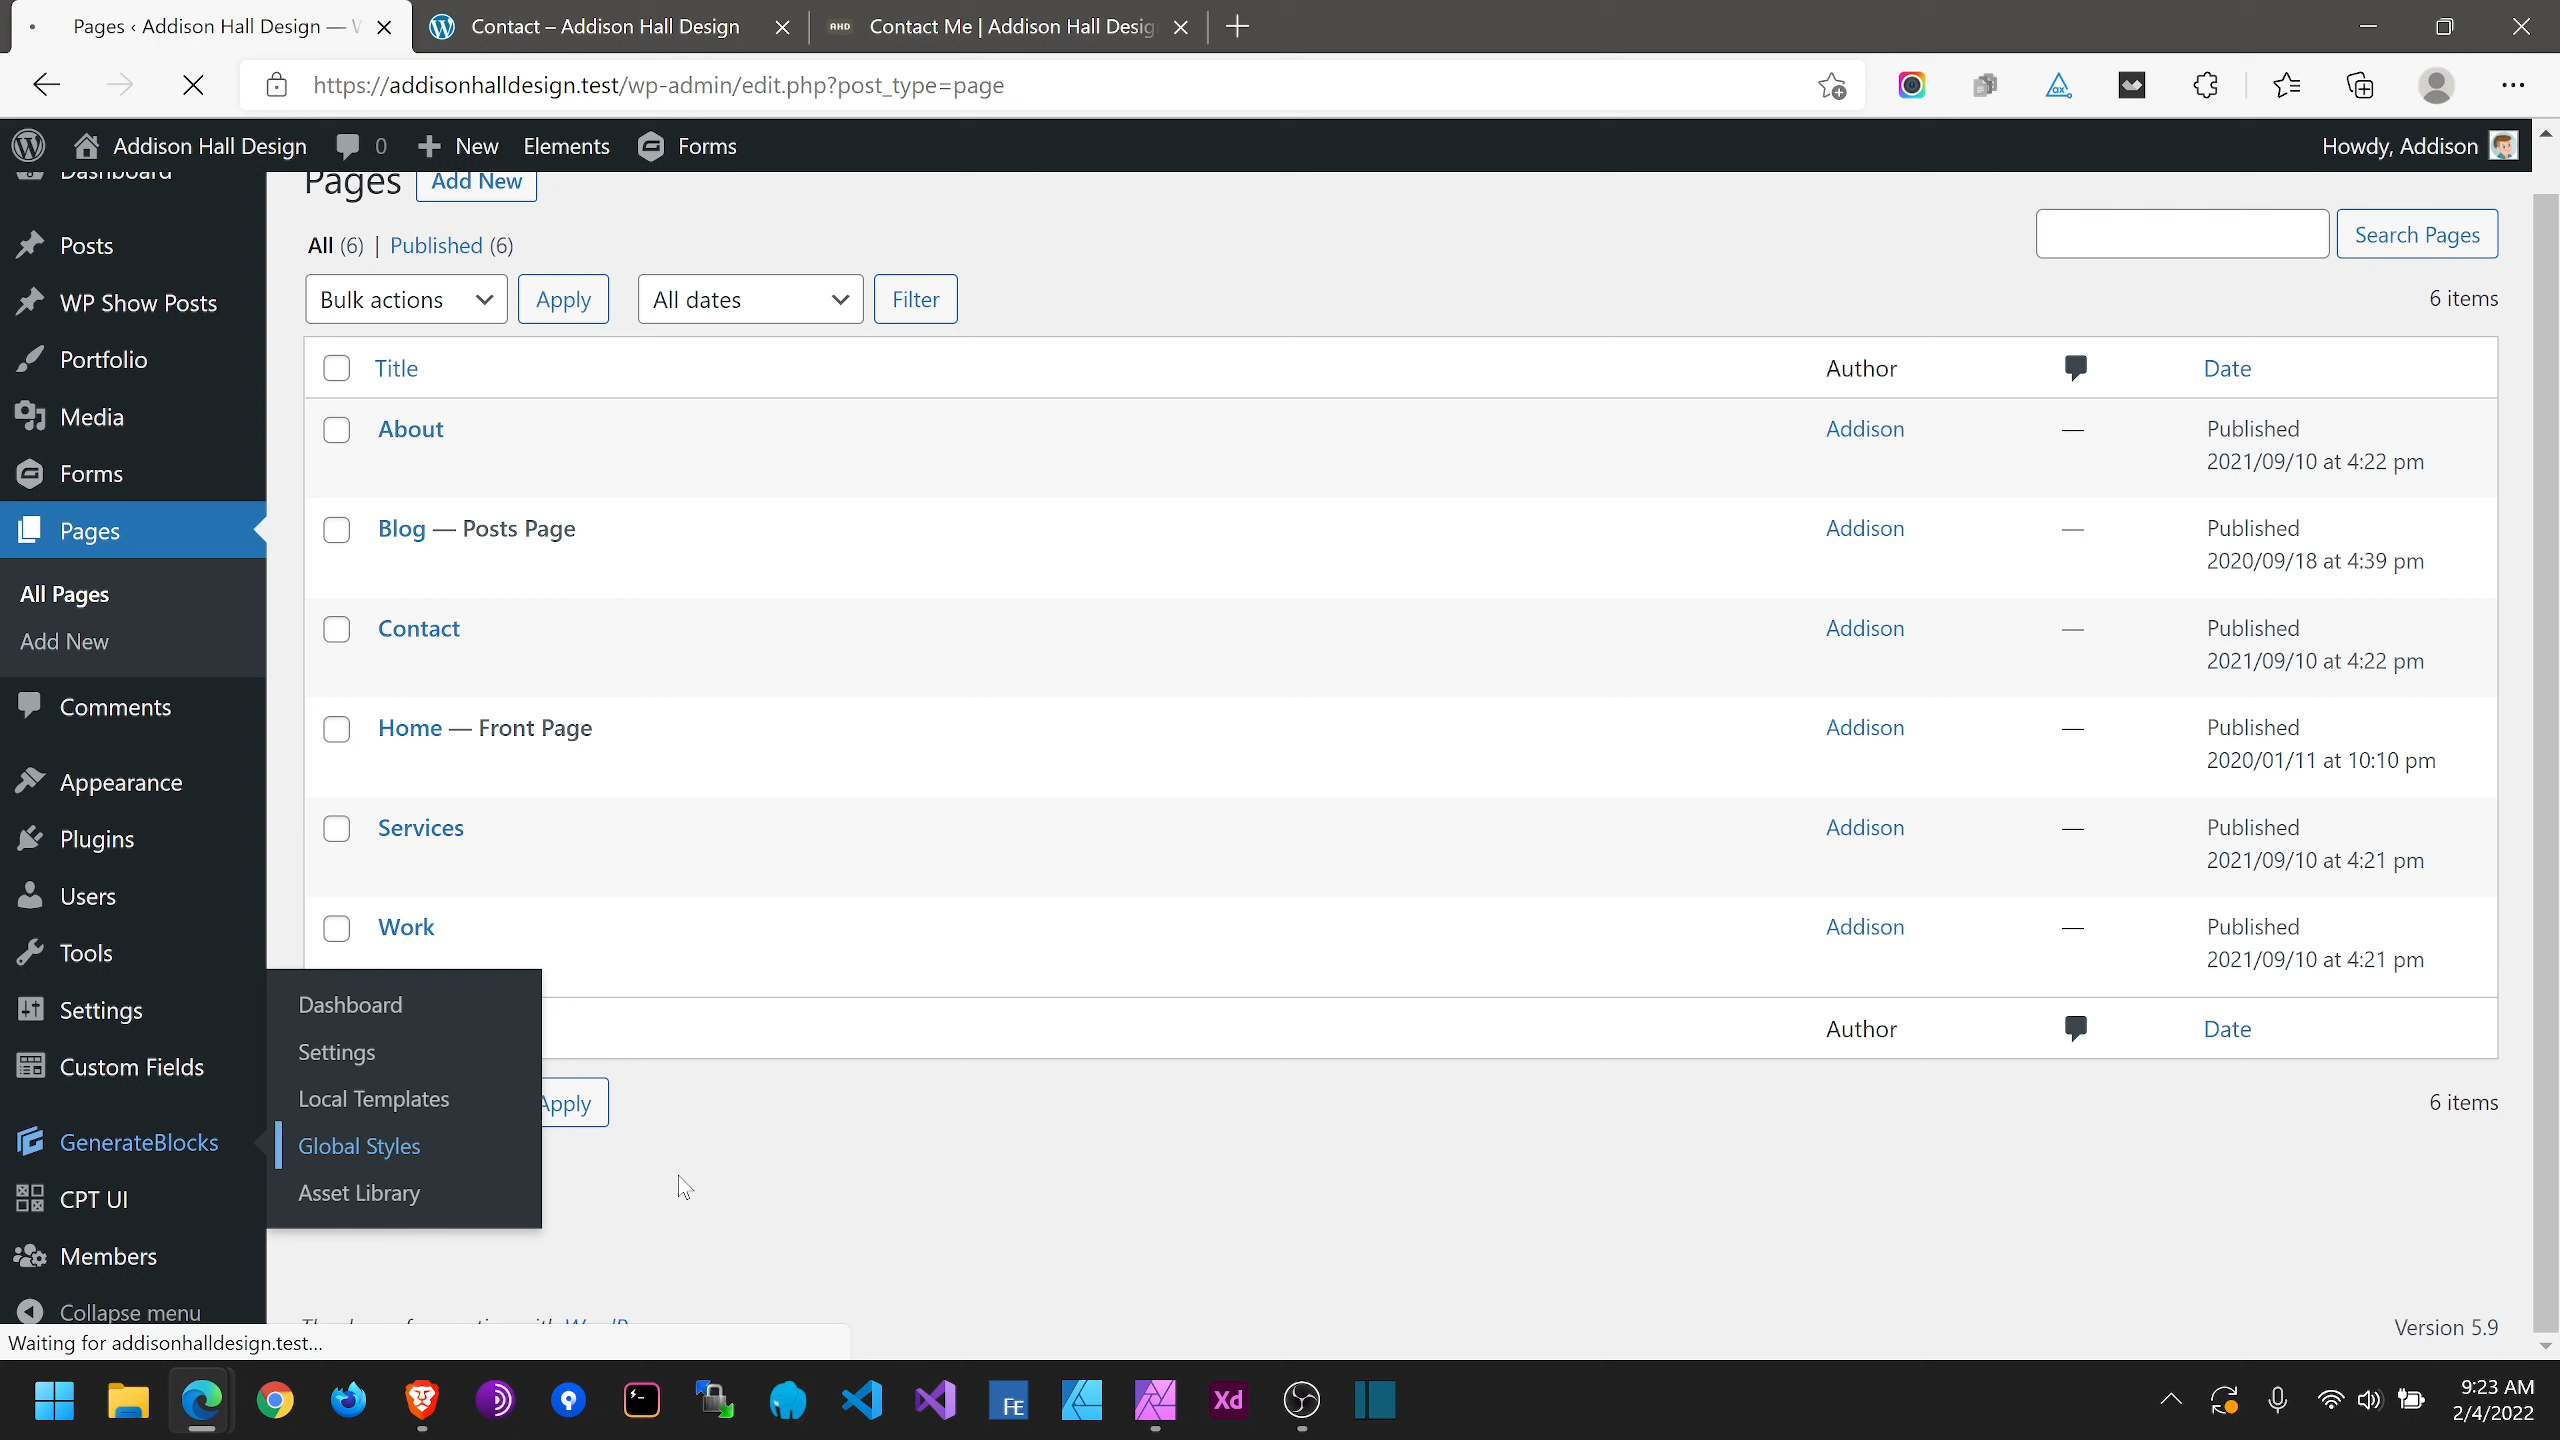 Pages ‹ Addison Hall Design —
Contact – Addison Hall Design
AHD Contact Me | Addison Hall Desig
https://addisonhalldesign.test/wp-admin/edit.php?post_type=page
Addison Hall Design 0 New Elements Forms
Howdy, Addison
Dashboard
Posts
WP Show Posts
Portfolio
Media
Forms
Pages
All Pages
Add New
Comments
Appearance
Plugins
Users
Tools
Settings
Custom Fields
GenerateBlocks
CPT UI
Members
Collapse menu
Dashboard
Settings
Local Templates
Global Styles
Asset Library
Pages Add New
All (6) | Published (6)
Search Pages
Bulk actions Apply All dates Filter
6 items
Title Author Date
About Addison — Published
2021/09/10 at 4:22 pm
Blog — Posts Page Addison — Published
2020/09/18 at 4:39 pm
Contact Addison — Published
2021/09/10 at 4:22 pm
Home — Front Page Addison — Published
2020/01/11 at 10:10 pm
Services Addison — Published
2021/09/10 at 4:21 pm
Work Addison — Published
2021/09/10 at 4:21 pm
Author Date
Apply
6 items
Version 5.9
Waiting for addisonhalldesign.test...
FE
Xd
9:23 AM
2/4/2022